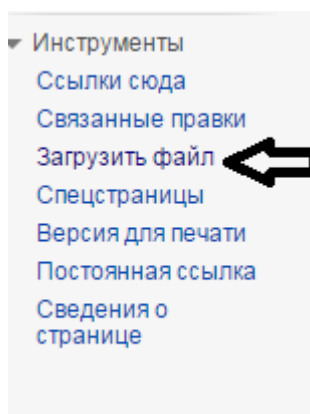 Инструменты
Ссылки сюда
Связанные правки
Загрузить файл
Спецстраницы
Версия для печати
Постоянная ссылка
Сведения о
странице